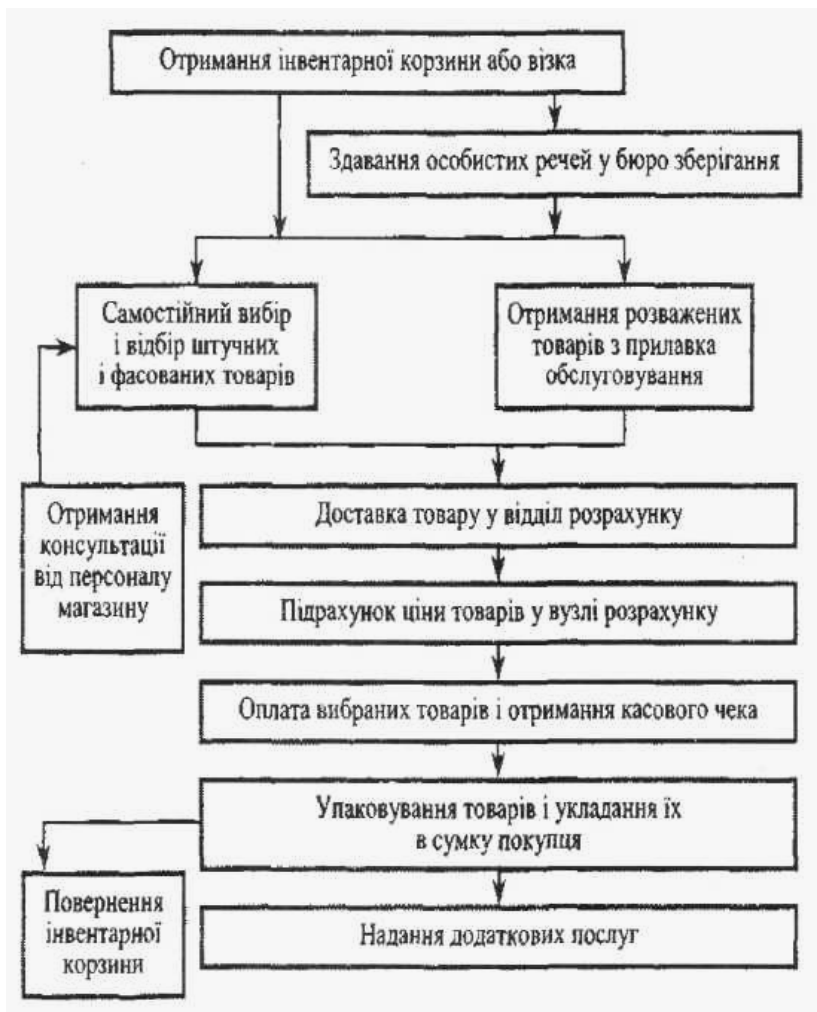 Отримання інвентарної корзини або візка
Здавання особистих речей у бюро зберігання
Самостійний вибір
і відбір штучних
і фасованих товарів
Отримання розважених
товарів з прилавка
обслуговування
Отримання
консультації
від персоналу
магазину
Доставка товару у відділ розрахунку
Підрахунок ціни товарів у вузлі розрахунку
Оплата вибраних товарів і отримання касового чека
Упаковування товарів і укладання їх
в сумку покупця
Повернення
інвентарної
корзини
Надання додаткових послуг